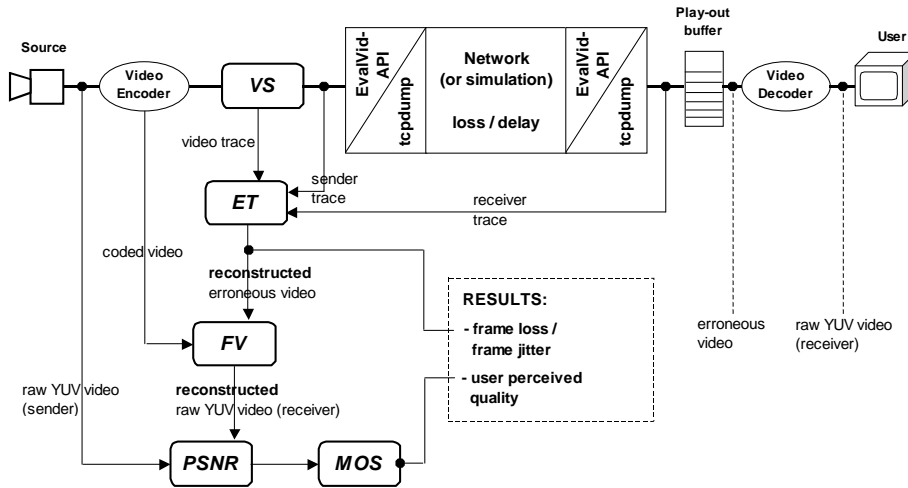 Source
Video
Encoder
VS
EvalVid-
API
tcpdump
Network
(or simulation)
loss / delay
EvalVid-
API
tcpdump
Play-out
buffer
Video
Decoder
User
video trace
sender
trace
receiver
trace
ET
coded video
reconstructed
erroneous video
FV
RESULTS:
- frame loss /
frame jitter
- user perceived
quality
erroneous
video
raw YUV video
(receiver)
raw YUV video
(sender)
reconstructed
raw YUV video (receiver)
PSNR
MOS